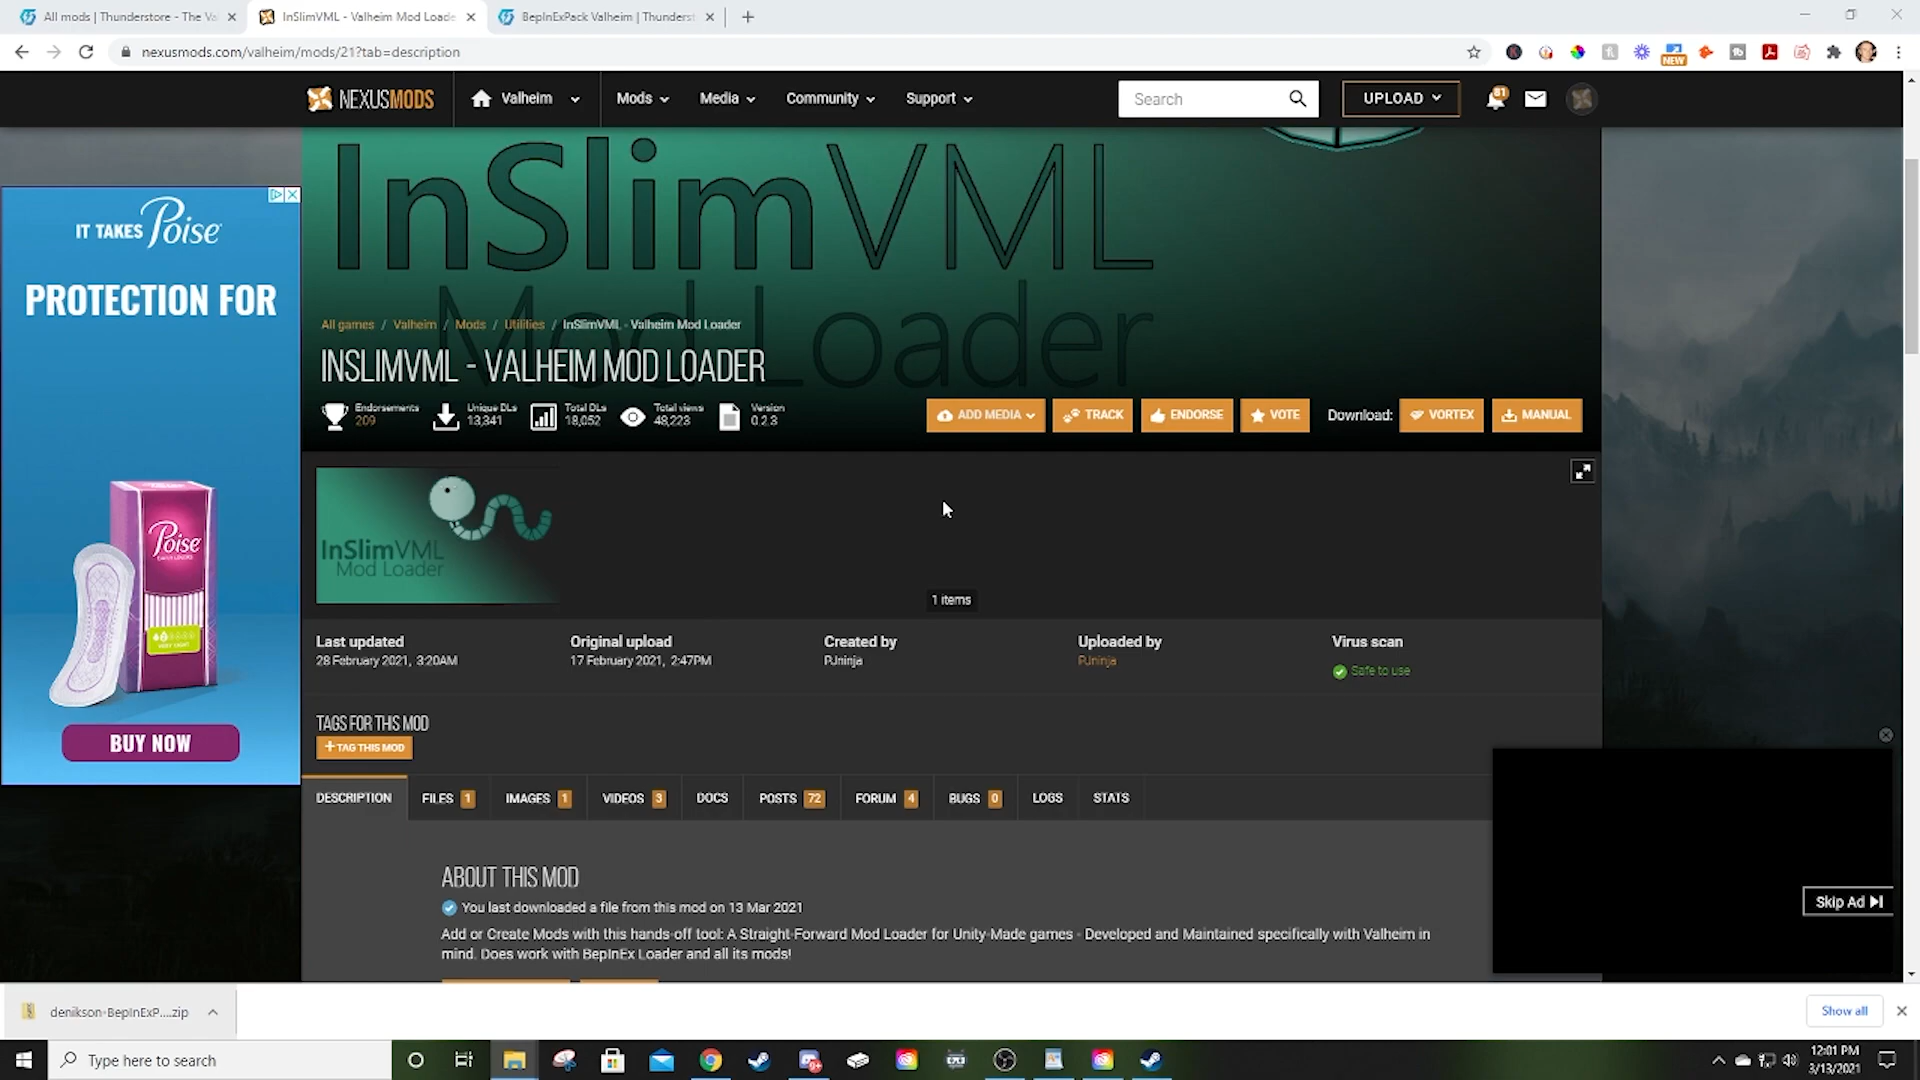 All mods | Thunderstore - The Va
InSlimVML - Valheim Mod Loade
BepInExPack Valheim | Thunderst
nexusmods.com/valheim/mods/21?tab=description
NEW
NEXUSMODS
Valheim
Mods
Media
Community
Support
Search
UPLOAD
81
InSlimVML
Mod Loader
All games / Valheim / Mods / Utilities / InSlimVML - Valheim Mod Loader
INSLIMVML - VALHEIM MOD LOADER
Endorsements
209
Unique DLs
13,341
Total DLs
18,052
Total views
48,223
Version
0.2.3
ADD MEDIA
TRACK
ENDORSE
VOTE
Download:
VORTEX
MANUAL
IT TAKES Poise
PROTECTION FOR
Poise
BUY NOW
InSlimVML
Mod Loader
1 items
Last updated
28 February 2021, 3:20AM
Original upload
17 February 2021, 2:47PM
Created by
PJninja
Uploaded by
PJninja
Virus scan
Safe to use
TAGS FOR THIS MOD
+ TAG THIS MOD
DESCRIPTION
FILES 1
IMAGES 1
VIDEOS 3
DOCS
POSTS 72
FORUM 4
BUGS 0
LOGS
STATS
ABOUT THIS MOD
You last downloaded a file from this mod on 13 Mar 2021
Add or Create Mods with this hands-off tool: A Straight-Forward Mod Loader for Unity-Made games - Developed and Maintained specifically with Valheim in
mind. Does work with BepInEx Loader and all its mods!
Skip Ad
denikson-BepInExP....zip
Show all
Type here to search
12:01 PM
3/13/2021